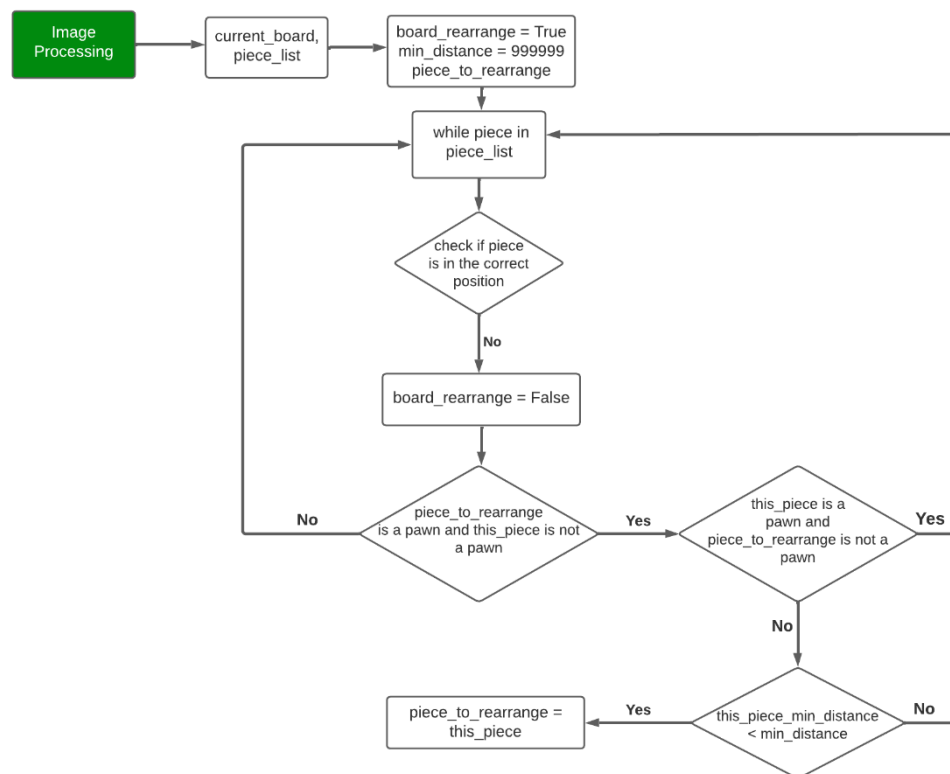 Image
Processing
current_board,
piece_list
board_rearrange = True
min_distance = 999999
piece_to_rearrange
while piece in
piece_list
check if piece
is in the correct
position
No
board_rearrange = False
piece_to_rearrange
is a pawn and this_piece is not
a pawn
No
Yes
this_piece is a
pawn and
piece_to_rearrange is not a
pawn
Yes
No
this_piece_min_distance
< min_distance
No
Yes
piece_to_rearrange =
this_piece